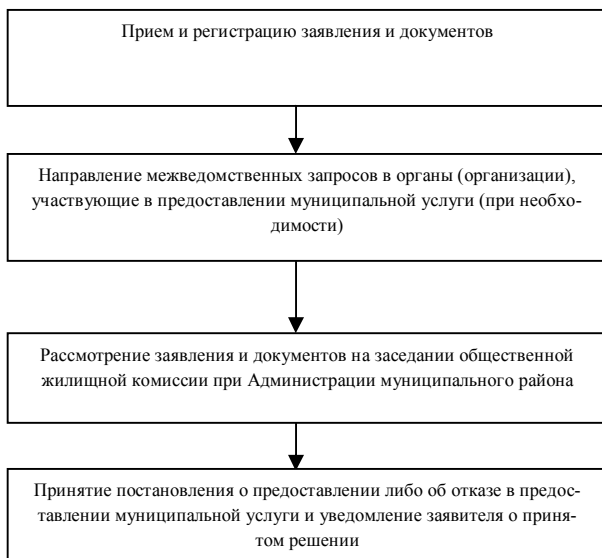 Прием и регистрацию заявления и документов
Направление межведомственных запросов в органы (организации),
участвующие в предоставлении муниципальной услуги (при необхо-
димости)
Рассмотрение заявления и документов на заседании общественной
жилищной комиссии при Администрации муниципального района
Принятие постановления о предоставлении либо об отказе в предос-
тавлении муниципальной услуги и уведомление заявителя о приня-
том решении